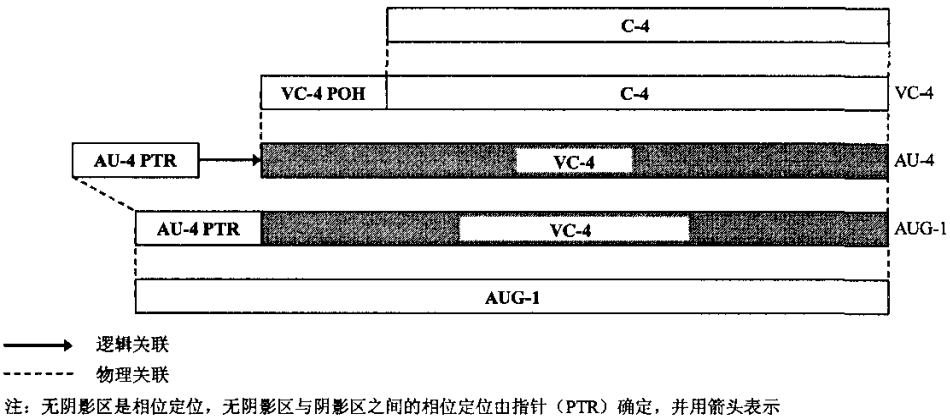 C-4
VC-4 POH C-4 VC-4
AU-4 PTR VC-4 AU-4
AU-4 PTR VC-4 AUG-1
AUG-1
逻辑关联
物理关联
注：无阴影区是相位定位，无阴影区与阴影区之间的相位定位由指针（PTR）确定，并用箭头表示